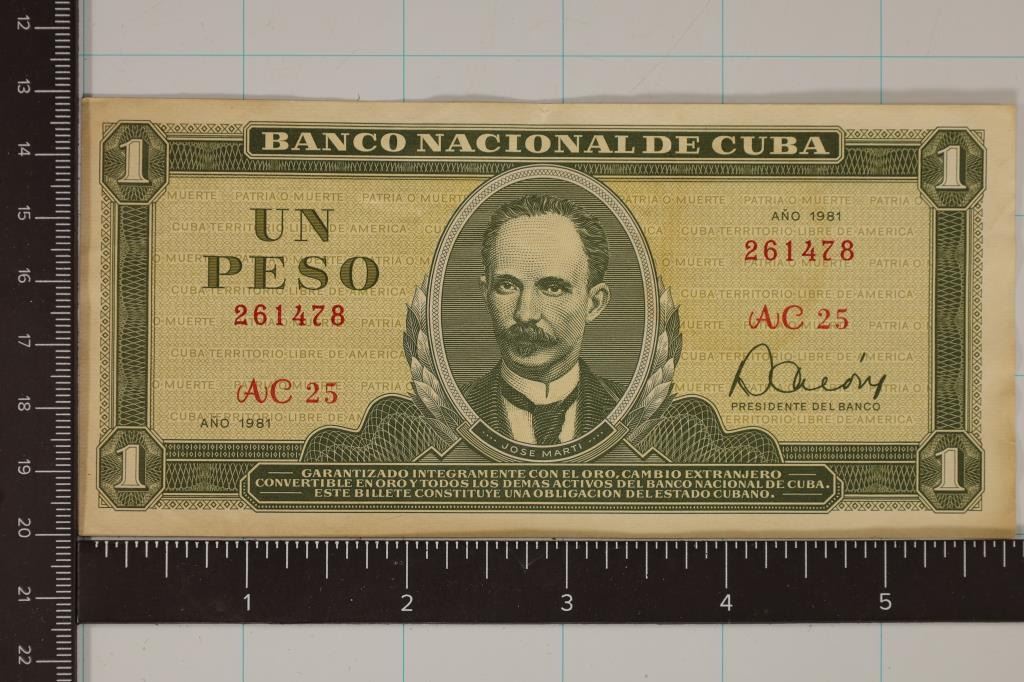 BANCO NACIONAL DE CUBA
1
1
PATRIA O MUERTE
CUBA TERRITORIO LIBRE DE AMERICA
UN
PESO
261478
AC 25
AÑO 1981
AÑO 1981
261478
AC 25
PRESIDENTE DEL BANCO
JOSE MARTI
1
1
GARANTIZADO INTEGRAMENTE CON EL ORO, CAMBIO EXTRANJERO
CONVERTIBLE EN ORO Y TODOS LOS DEMAS ACTIVOS DEL BANCO NACIONAL DE CUBA.
ESTE BILLETE CONSTITUYE UNA OBLIGACION DEL ESTADO CUBANO.
12
13
14
15
16
17
18
19
20
21
22
1 2 3 4 5